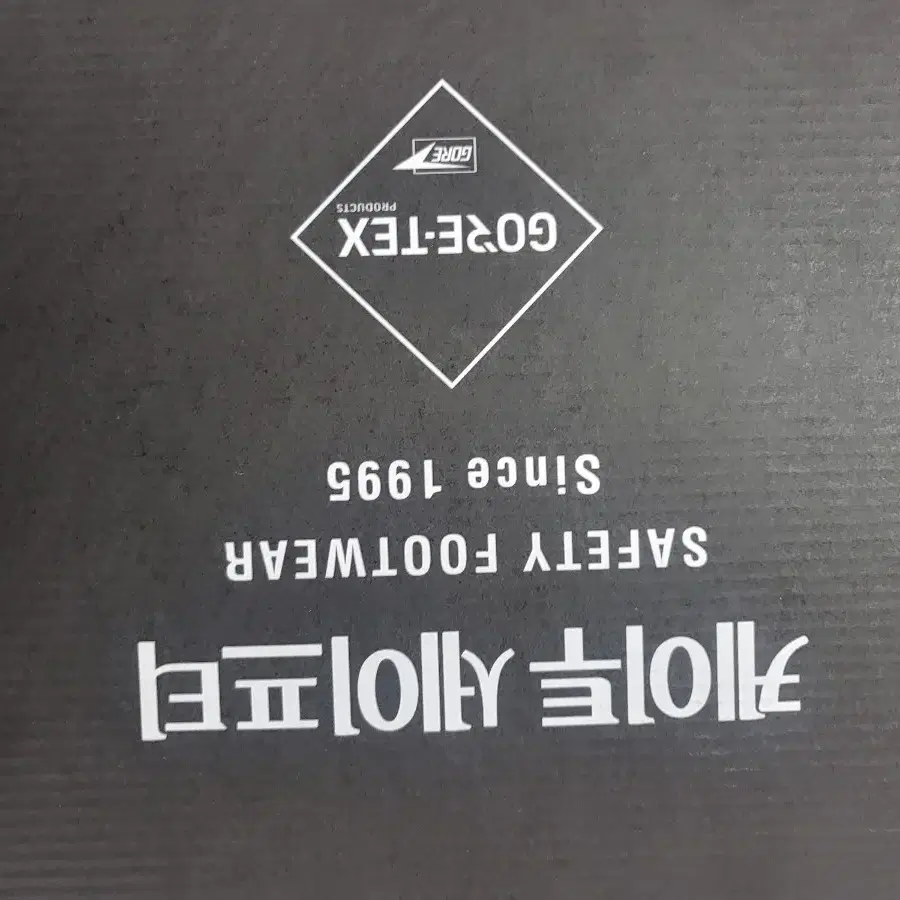 케이투 세이프티
SAFETY FOOTWEAR
Since 1995
GORE-TEX
PRODUCTS
GORE